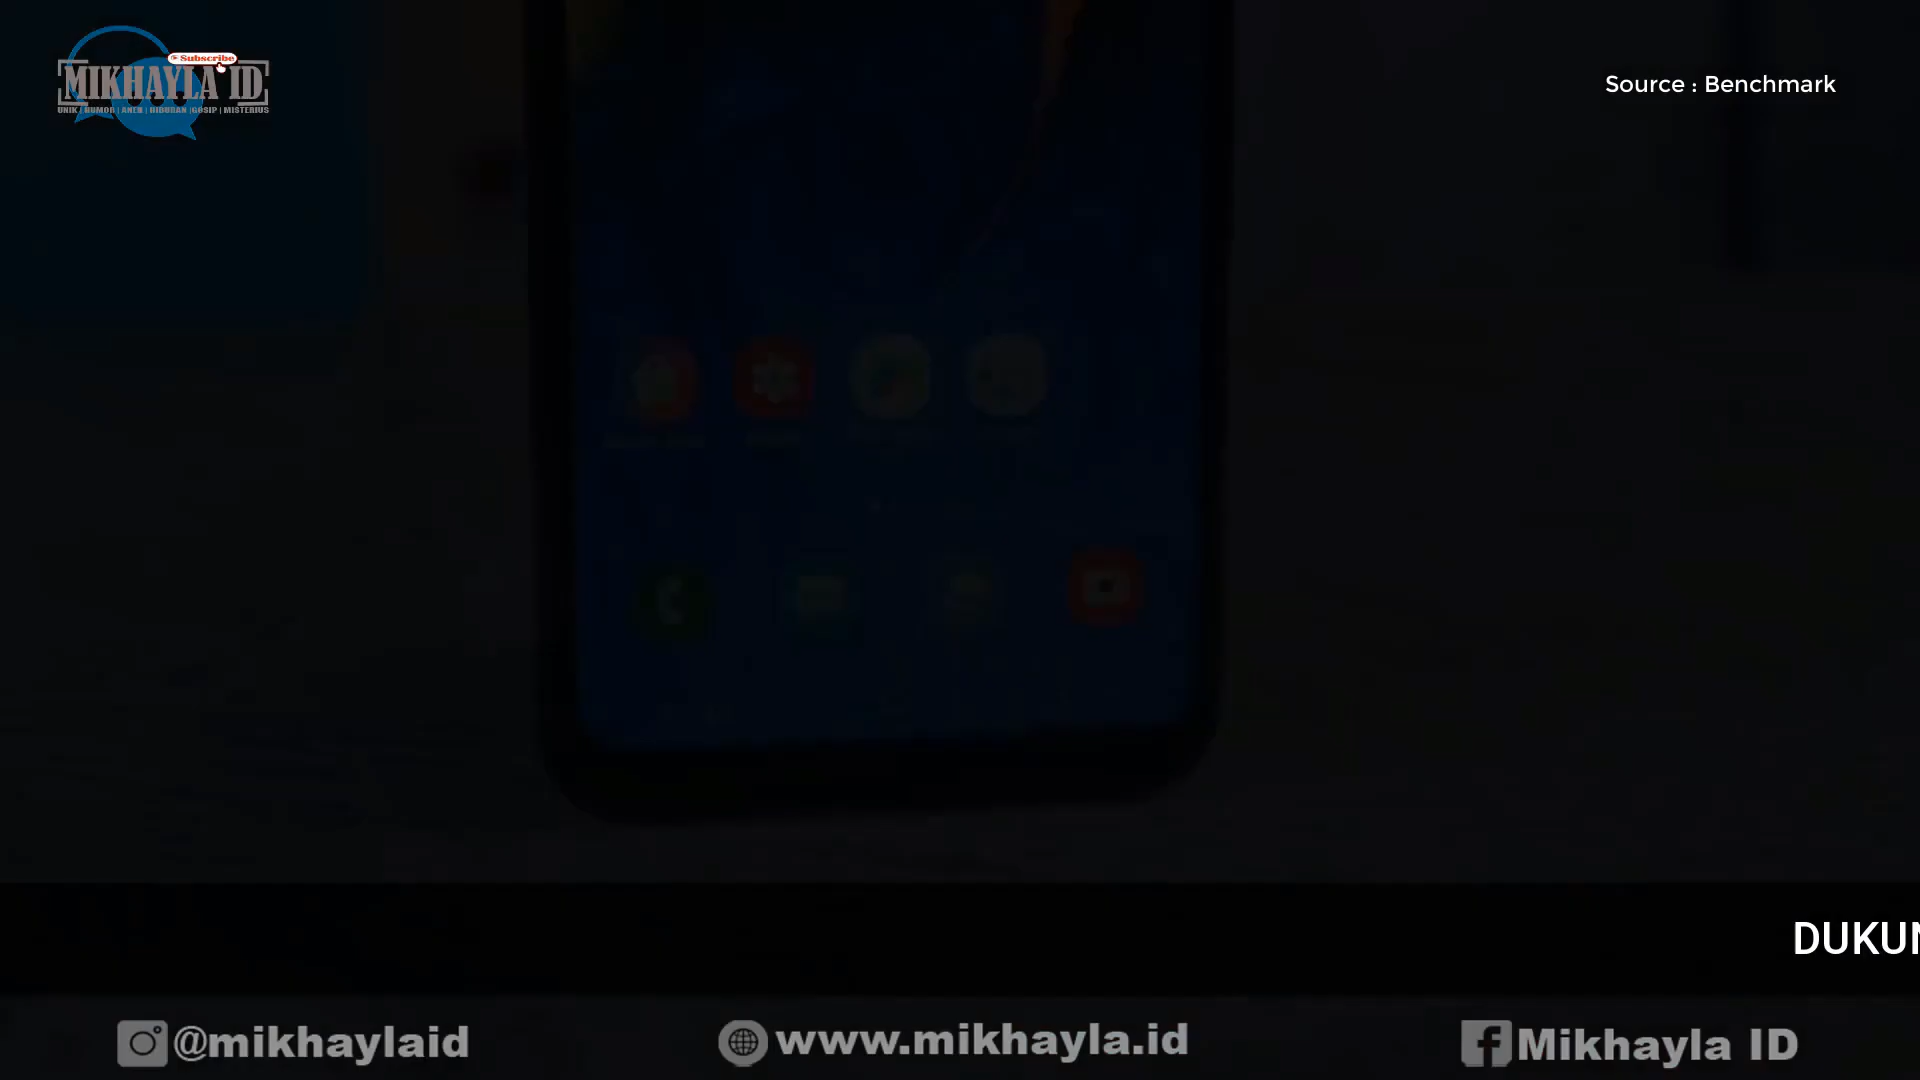 Subscribe
MIKHAYLA ID
UNIK | HUMOR | ANEH | HIBURAN | GOSIP | MISTERIUS
Source : Benchmark
DUKUN
@mikhaylaid
www.mikhayla.id
Mikhayla ID